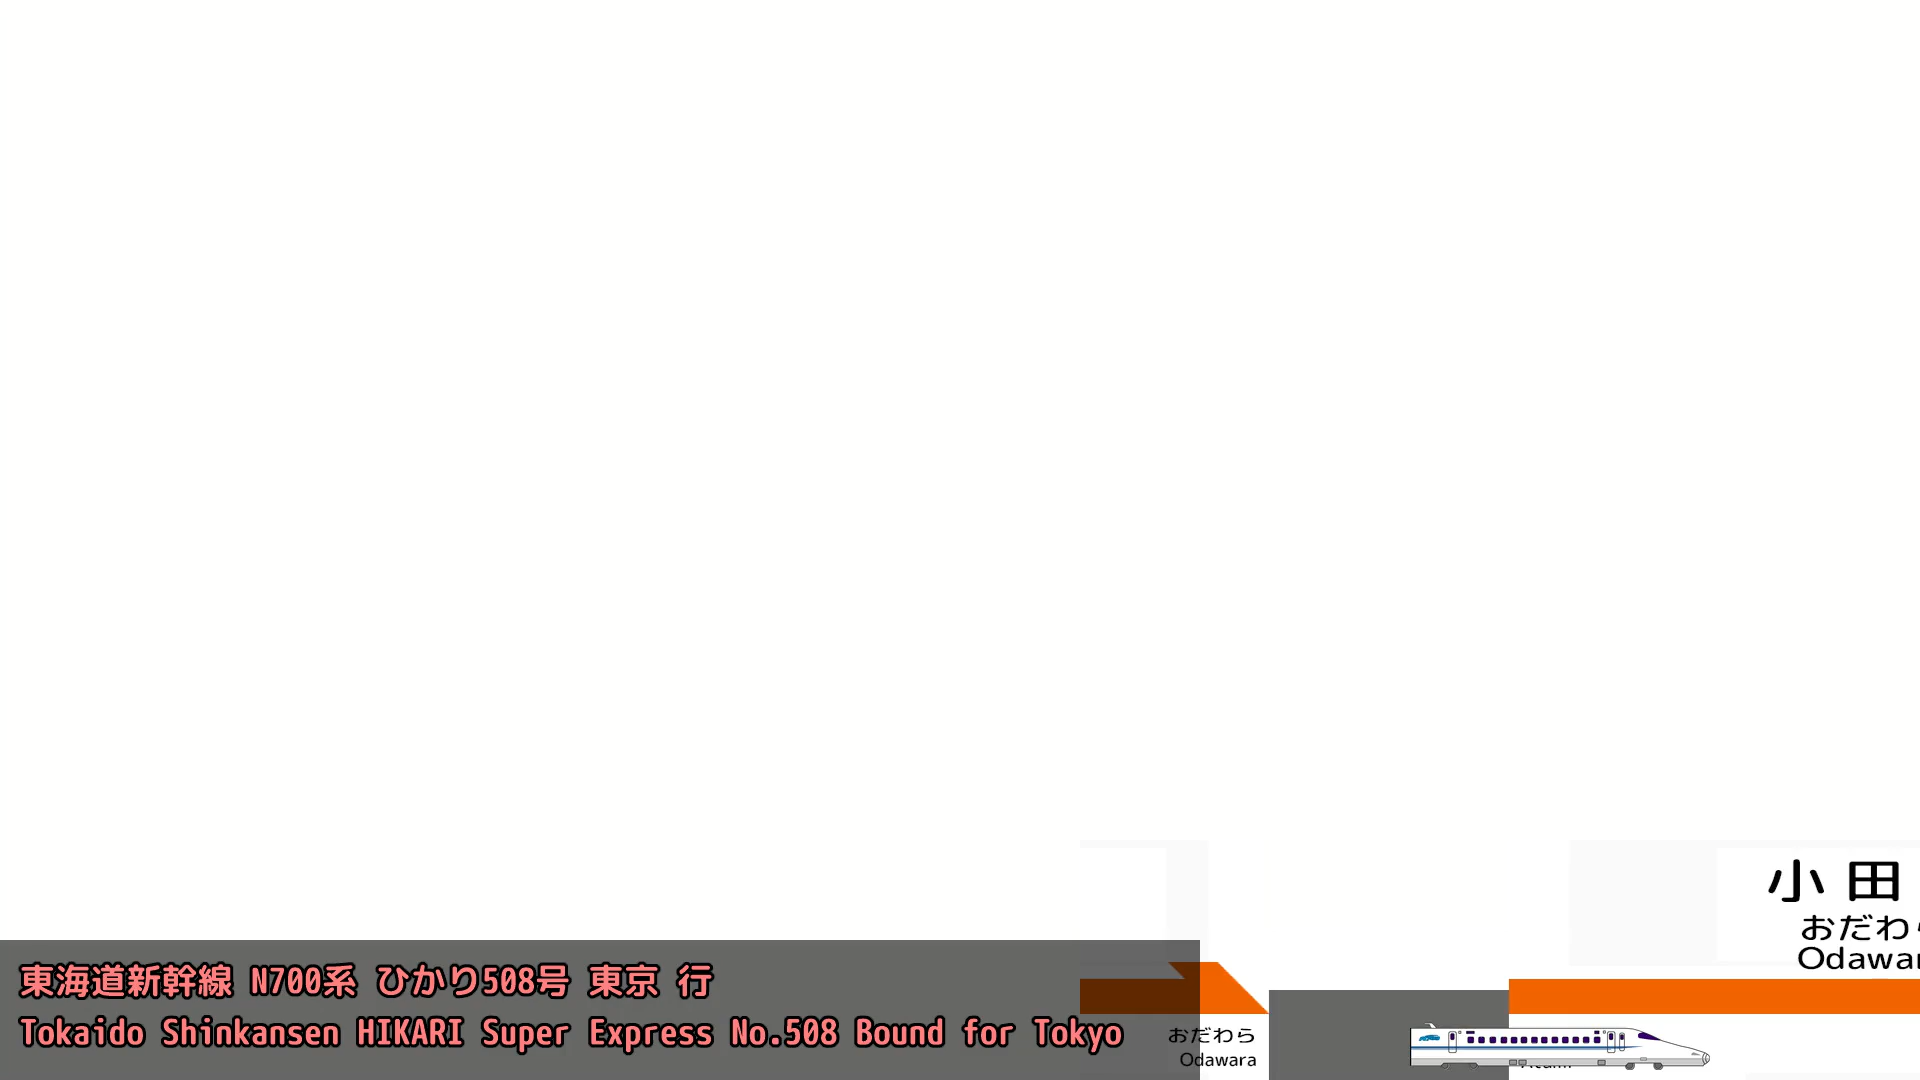 東海道新幹線 N700系 ひかり508号 東京 行
Tokaido Shinkansen HIKARI Super Express No.508 Bound for Tokyo
おだわら
Odawara
小田
おだわ
Odawa